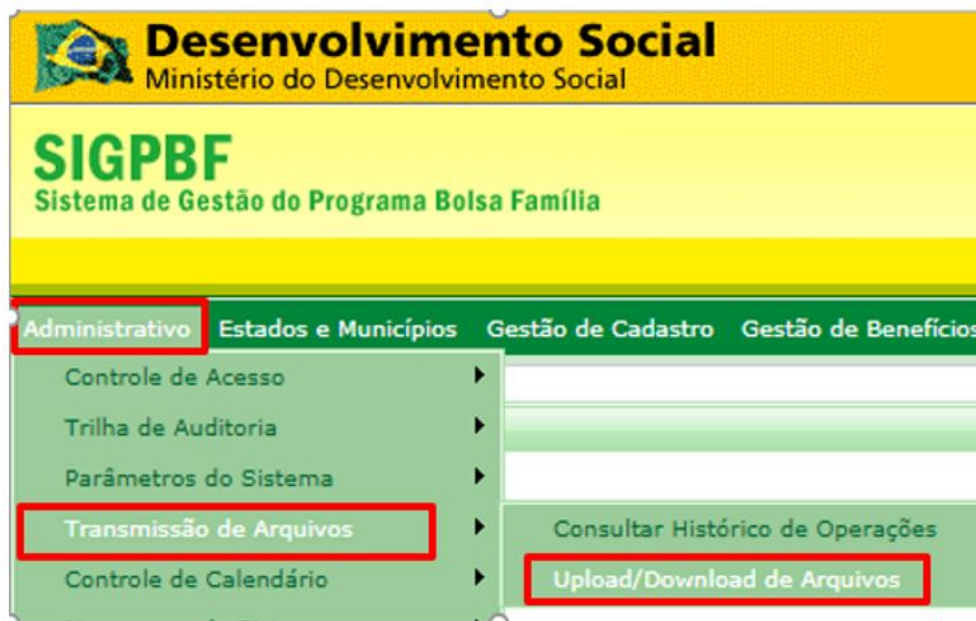 Desenvolvimento Social
Ministério do Desenvolvimento Social
SIGPBF
Sistema de Gestão do Programa Bolsa Família
Administrativo Estados e Municípios Gestão de Cadastro Gestão de Benefícios
Controle de Acesso
Trilha de Auditoria
Parâmetros do Sistema
Transmissão de Arquivos
Consultar Histórico de Operações
Controle de Calendário
Upload/Download de Arquivos